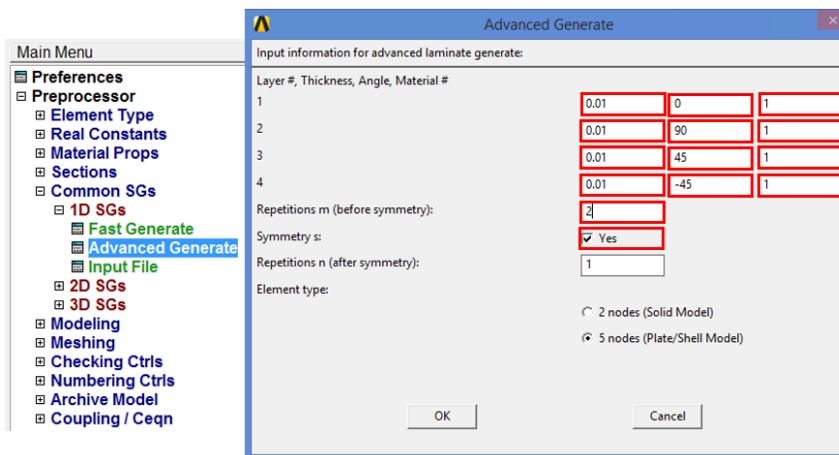 Main Menu
Preferences
Preprocessor
Element Type
Real Constants
Material Props
Sections
Common SGs
1D SGs
Fast Generate
Advanced Generate
Input File
2D SGs
3D SGs
Modeling
Meshing
Checking Ctrls
Numbering Ctrls
Archive Model
Coupling / Ceqn
Advanced Generate
Input information for advanced laminate generate:
Layer #, Thickness, Angle, Material #
1 0.01 0 1
2 0.01 90 1
3 0.01 45 1
4 0.01 -45 1
Repetitions m (before symmetry): 2
Symmetry s: Yes
Repetitions n (after symmetry): 1
Element type:
2 nodes (Solid Model)
5 nodes (Plate/Shell Model)
OK Cancel